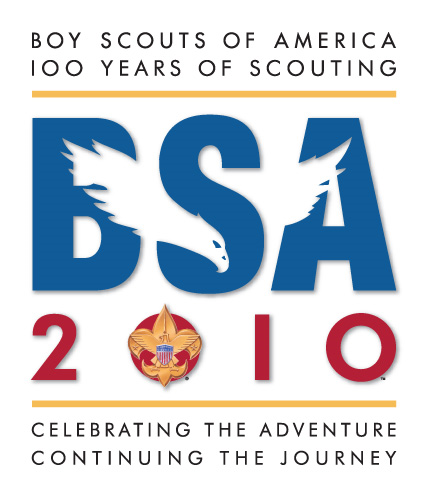 BOY SCOUTS OF AMERICA
100 YEARS OF SCOUTING
BSA
2010
CELEBRATING THE ADVENTURE
CONTINUING THE JOURNEY